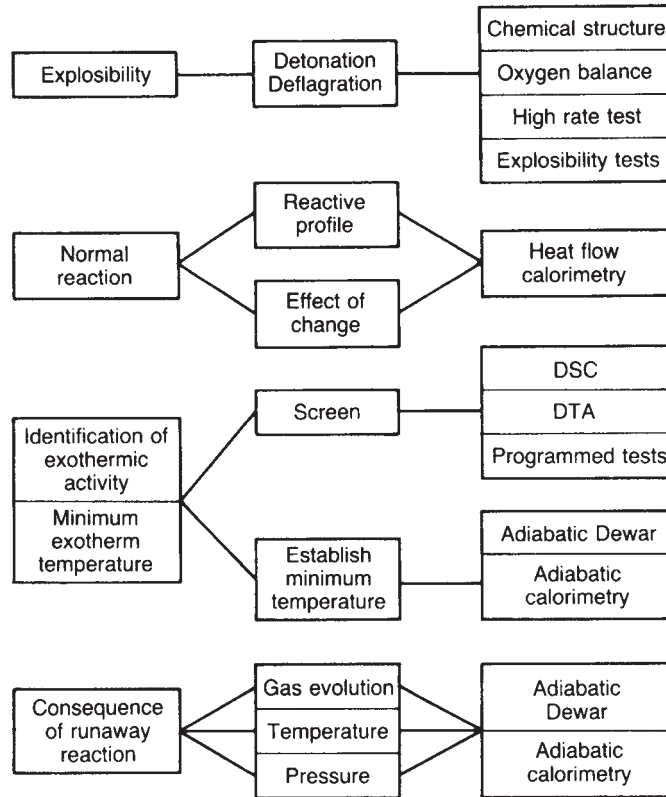 Explosibility
Detonation
Deflagration
Chemical structure
Oxygen balance
High rate test
Explosibility tests
Normal
reaction
Reactive
profile
Effect of
change
Heat flow
calorimetry
Identification of
exothermic
activity
Minimum
exotherm
temperature
Screen
DSC
DTA
Programmed tests
Establish
minimum
temperature
Adiabatic Dewar
Adiabatic
calorimetry
Consequence
of runaway
reaction
Gas evolution
Temperature
Pressure
Adiabatic
Dewar
Adiabatic
calorimetry